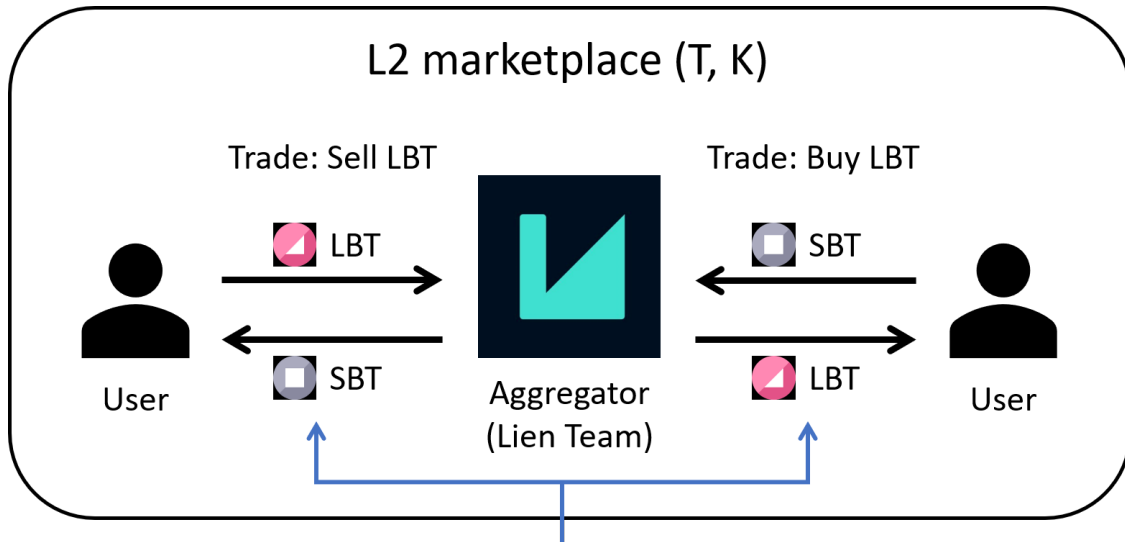 L2 marketplace (T, K)
Trade: Sell LBT
Trade: Buy LBT
LBT
SBT
SBT
LBT
User
Aggregator
(Lien Team)
User